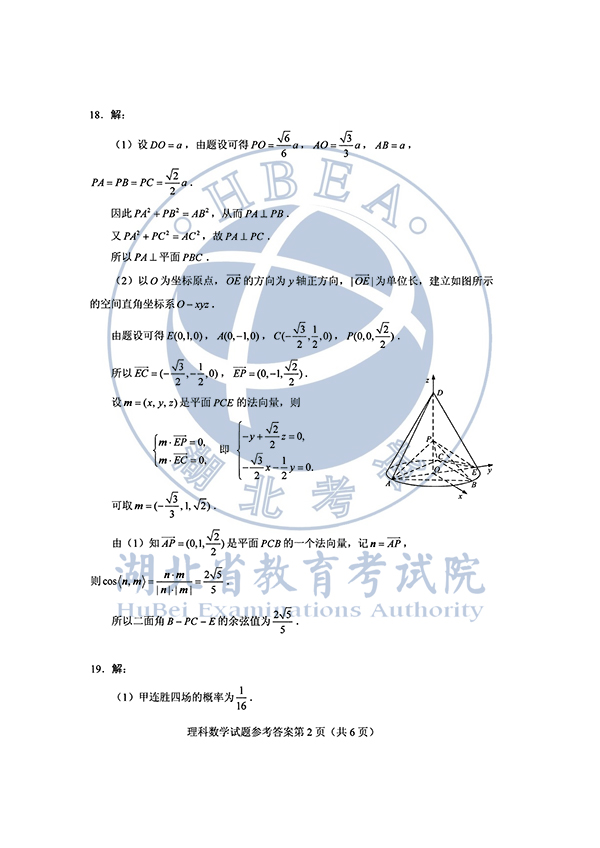 18．解：
（1）设 DO = a，由题设可得 PO = √6/6 a，AO = √3/3 a，AB = a，
PA = PB = PC = √2/2 a．
因此 PA² + PB² = AB²，从而 PA ⊥ PB．
又 PA² + PC² = AC²，故 PA ⊥ PC．
所以 PA ⊥ 平面 PBC．
（2）以 O 为坐标原点，OE 的方向为 y 轴正方向，|OE| 为单位长，建立如图所示
的空间直角坐标系 O − xyz．
由题设可得 E(0,1,0)，A(0,−1,0)，C(−√3/2, 1/2, 0)，P(0,0,√2/2)．
所以 EC = (−√3/2, −1/2, 0)，EP = (0,−1,√2/2)．
设 m = (x, y, z) 是平面 PCE 的法向量，则
{m·EP = 0, m·EC = 0, 即 {−y + √2/2 z = 0, −√3/2 x − 1/2 y = 0.
可取 m = (−√3/3, 1, √2)．
由（1）知 AP = (0,1,√2/2) 是平面 PCB 的一个法向量，记 n = AP，
则 cos⟨n, m⟩ = n·m/(|n|·|m|) = 2√5/5．
所以二面角 B − PC − E 的余弦值为 2√5/5．
z
D
P
C
O
E
y
A
B
x
19．解：
（1）甲连胜四场的概率为 1/16．
理科数学试题参考答案第 2 页（共 6 页）
HBEA
湖北考试
湖北省教育考试院
HuBei Examinations Authority